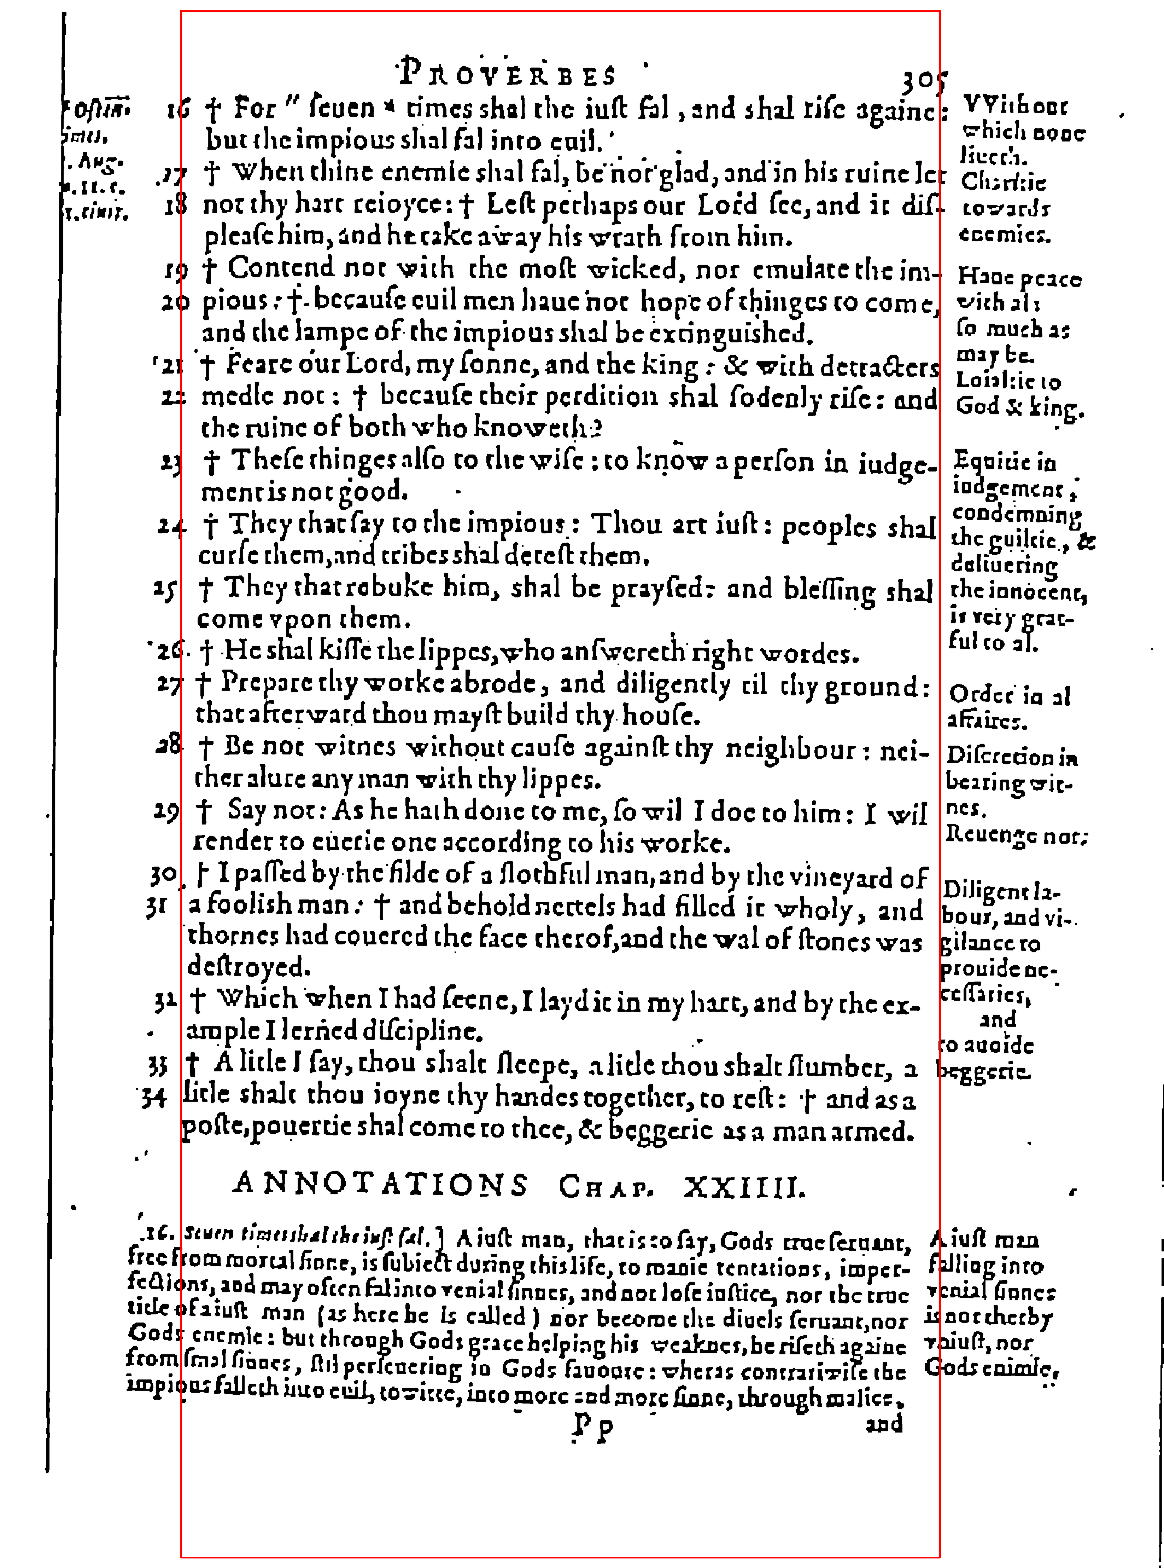 PROVERBES 305
16 † For " seuen * times shal the iust fal, and shal rise againe:
but the impious shal fal into euil.
17 † When thine enemie shal fal, be not glad, and in his ruine let
18 not thy hart reioyce: † Lest perhaps our Lord see, and it dis-
please him, and he take away his wrath from him.
19 † Contend not with the most wicked, nor emulate the im-
20 pious: † because euil men haue not hope of thinges to come,
and the lampe of the impious shal be extinguished.
21 † Feare our Lord, my sonne, and the king: & with detracters
22 medle not: † because their perdition shal sodenly rise: and
the ruine of both who knoweth?
23 † These thinges also to the wise: to know a person in iudge-
ment is not good.
24 † They that say to the impious: Thou art iust: peoples shal
curse them, and tribes shal detest them.
25 † They that rebuke him, shal be praysed: and blessing shal
come vpon them.
26. † He shal kisse the lippes, who answereth right wordes.
27 † Prepare thy worke abrode, and diligently til thy ground:
that afterward thou mayst build thy house.
28 † Be not witnes without cause against thy neighbour: nei-
ther alure any man with thy lippes.
29 † Say not: As he hath done to me, so wil I doe to him: I wil
render to euerie one according to his worke.
30 † I passed by the filde of a slothful man, and by the vineyard of
31 a foolish man: † and behold nettels had filled it wholy, and
thornes had couered the face therof, and the wal of stones was
destroyed.
32 † Which when I had seene, I layd it in my hart, and by the ex-
ample I lerned discipline.
33 † A litle I say, thou shalt sleepe, a litle thou shalt slumber, a
34 litle shalt thou ioyne thy handes together, to rest: † and as a
poste, pouertie shal come to thee, & beggerie as a man armed.
Aug.
VVithout
which none
liueth.
Charitie
towards
enemies.
Haue peace
with al:
so much as
may be.
Loialtie to
God & king.
Equitie in
iudgement,
condemning
the guiltie, &
deliuering
the innocent,
is very grat-
ful to al.
Order in al
affaires.
Discretion in
bearing wit-
nes.
Reuenge not:
Diligent la-
bour, and vi-
gilance to
prouide ne-
cessaries,
and
to auoide
beggerie.
ANNOTATIONS CHAP. XXIIII.
16. Seuen times shal the iust fal.] A iust man, that is to say, Gods true seruant,
free from mortal sinne, is subiect during this life, to manie tentations, imper-
fections, and may often fal into venial sinnes, and not lose iustice, nor the true
title of a iust man (as here he is called) nor become the diuels seruant, nor
Gods enemie: but through Gods grace helping his weaknes, he riseth againe
from smal sinnes, stil perseuering in Gods fauoure: wheras contrariwise the
impious falleth into euil, to witte, into more and more sinne, through malice,
A iust man
falling into
venial sinnes
is not therby
vniust, nor
Gods enimie,
Pp and